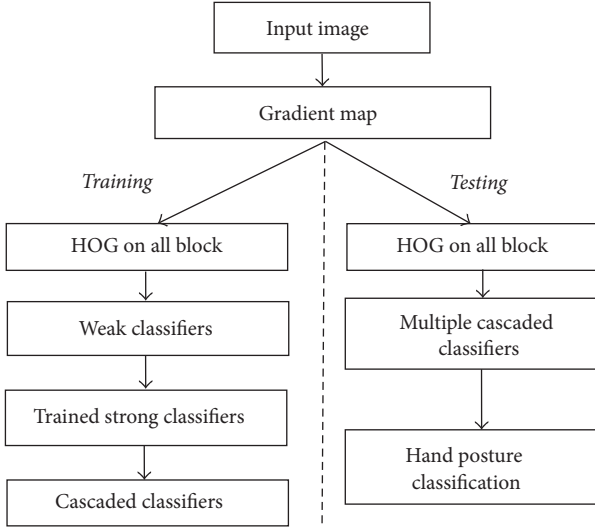 Input image
Gradient map
Training
HOG on all block
Weak classifiers
Trained strong classifiers
Cascaded classifiers
Testing
HOG on all block
Multiple cascaded
classifiers
Hand posture
classification